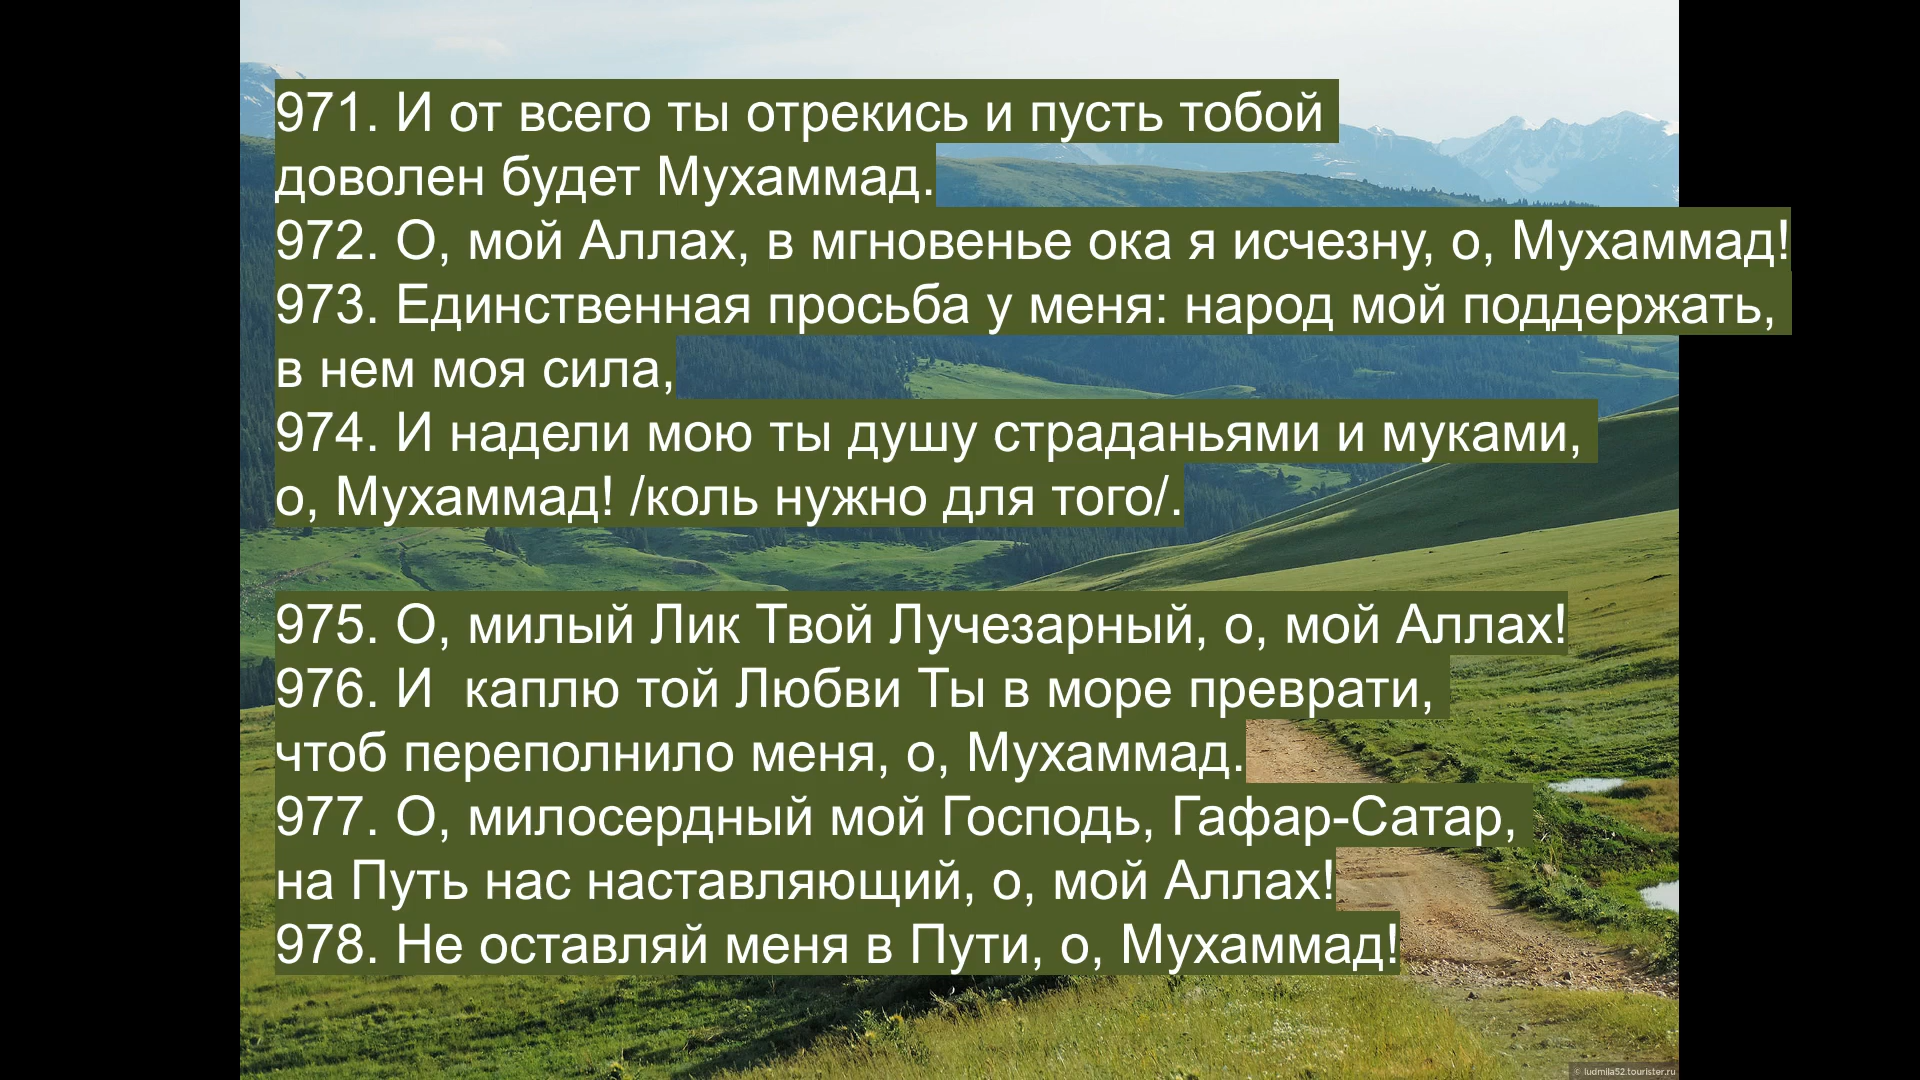 971. И от всего ты отрекись и пусть тобой
доволен будет Мухаммад.
972. О, мой Аллах, в мгновенье ока я исчезну, о, Мухаммад!
973. Единственная просьба у меня: народ мой поддержать,
в нем моя сила,
974. И надели мою ты душу страданьями и муками,
о, Мухаммад! /коль нужно для того/.
975. О, милый Лик Твой Лучезарный, о, мой Аллах!
976. И  каплю той Любви Ты в море преврати,
чтоб переполнило меня, о, Мухаммад.
977. О, милосердный мой Господь, Гафар-Сатар,
на Путь нас наставляющий, о, мой Аллах!
978. Не оставляй меня в Пути, о, Мухаммад!
© ludmila52.tourister.ru